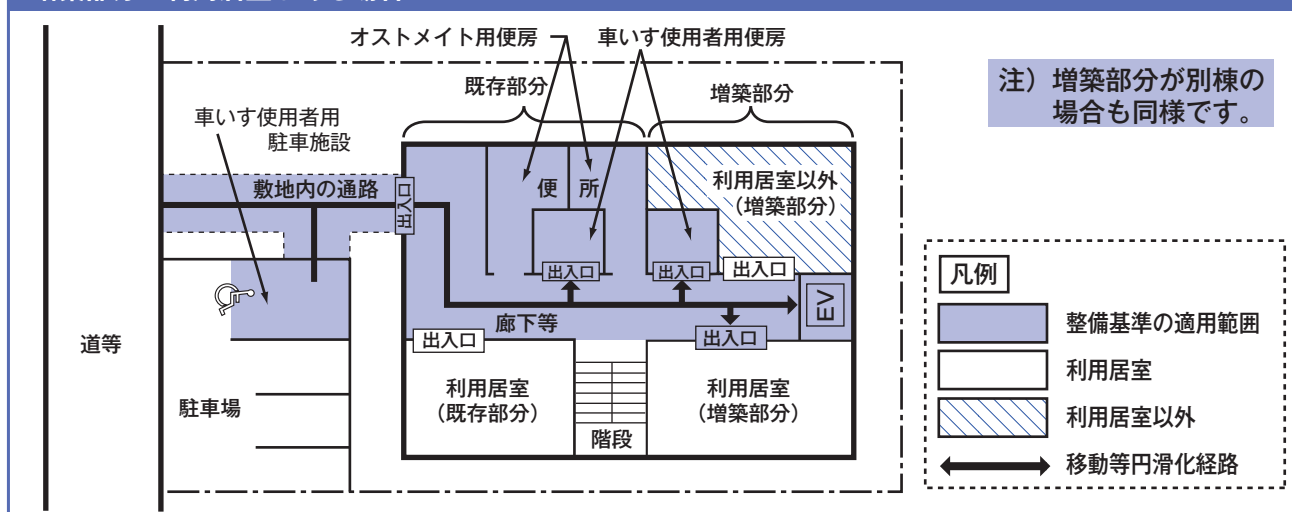 オストメイト用便房
車いす使用者用便房
既存部分
増築部分
注）増築部分が別棟の
場合も同様です。
車いす使用者用
駐車施設
敷地内の通路
出入口
便所
利用居室以外
（増築部分）
出入口
出入口
出入口
EV
廊下等
出入口
出入口
道等
駐車場
利用居室
（既存部分）
階段
利用居室
（増築部分）
凡例
整備基準の適用範囲
利用居室
利用居室以外
移動等円滑化経路